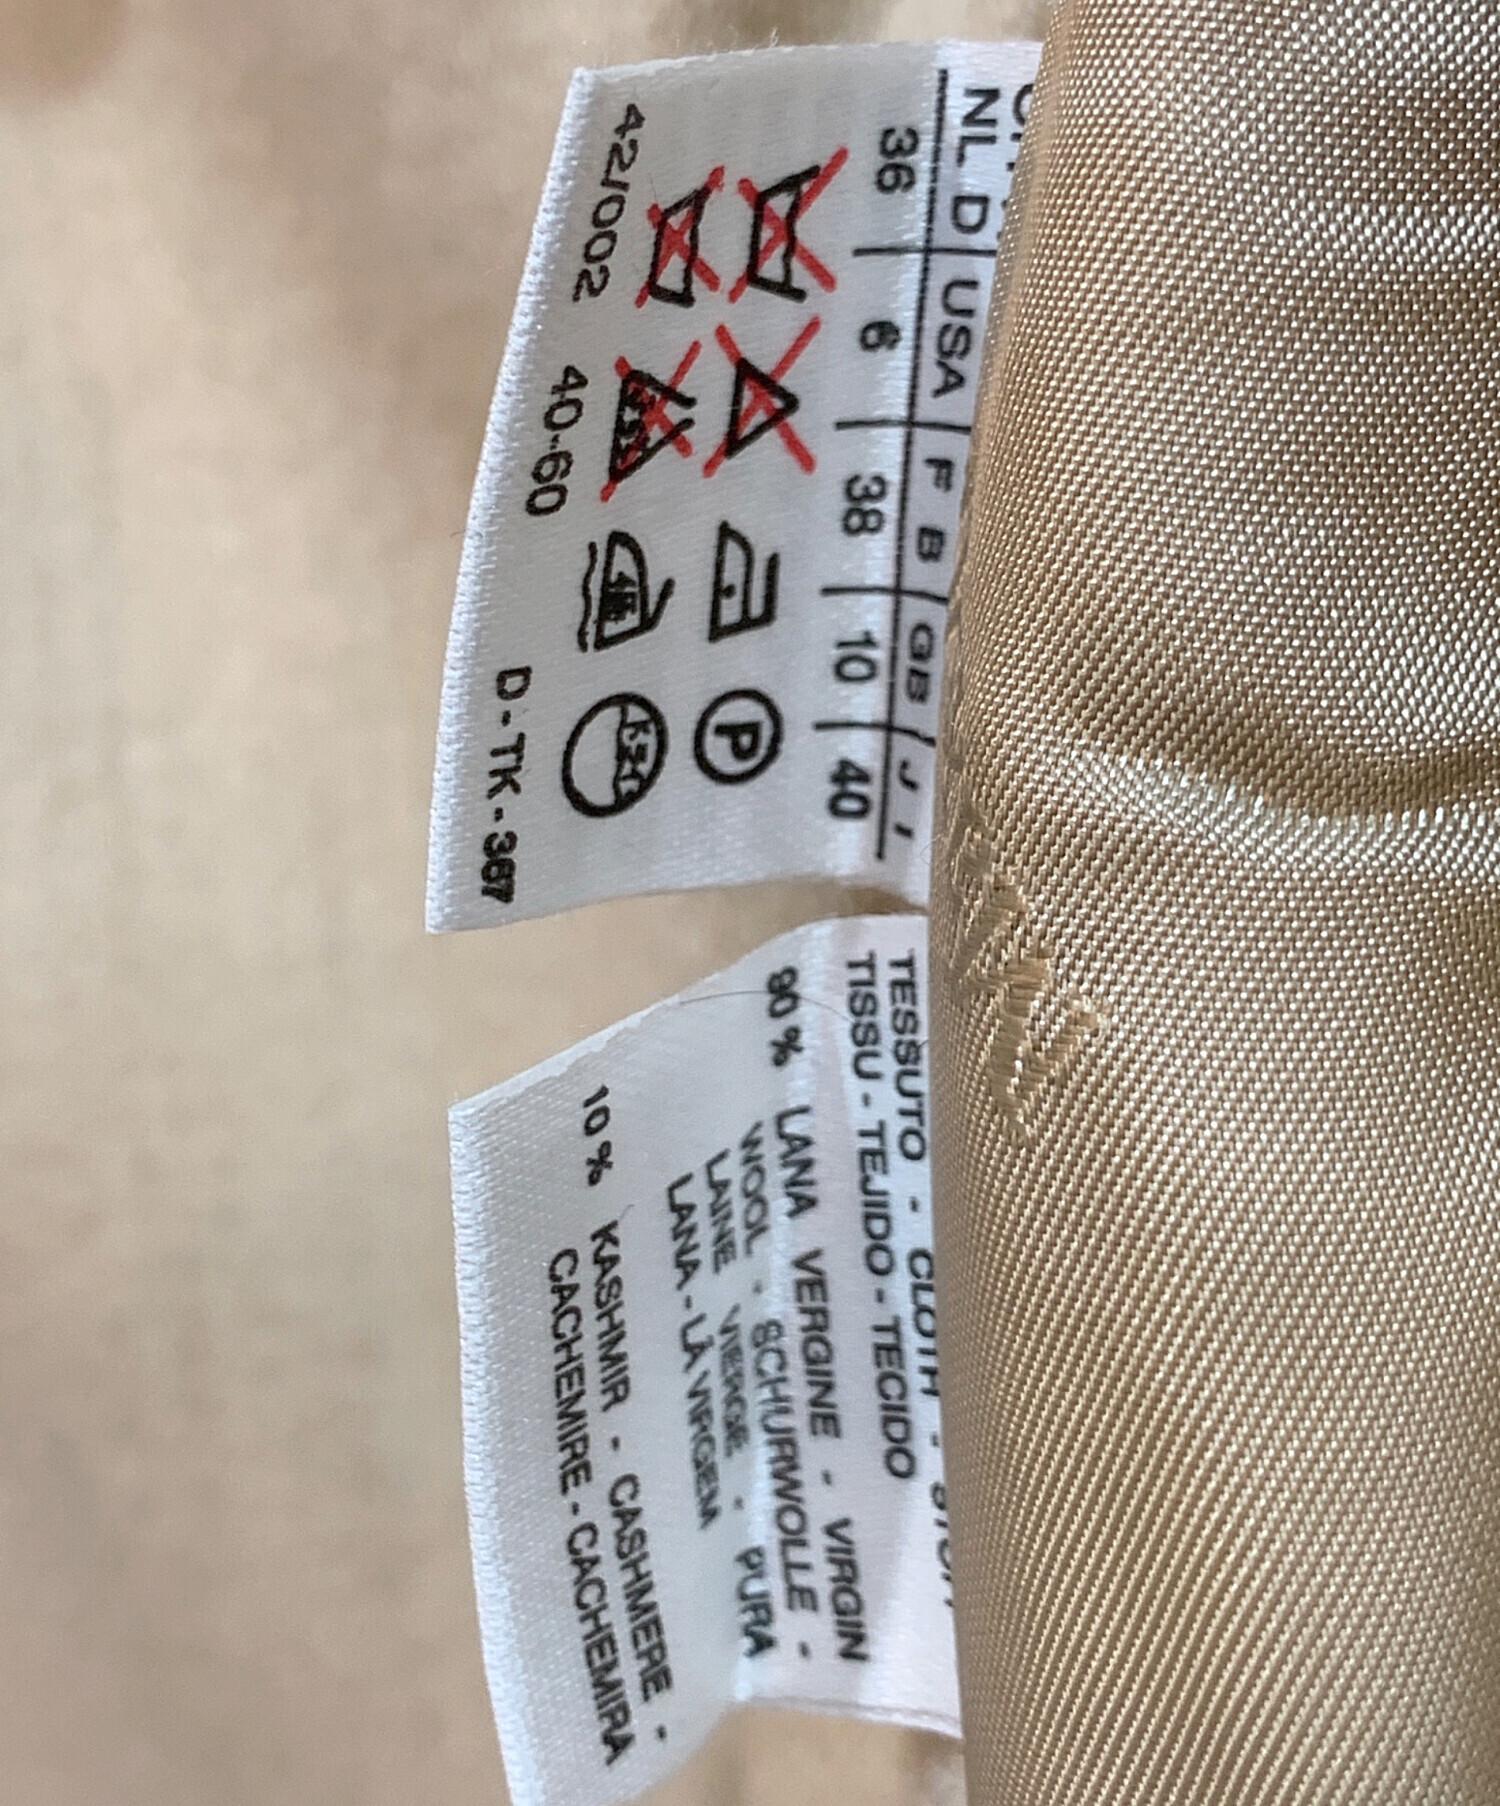 NL D | USA | F B | GB | J I
36 | 6 | 38 | 10 | 40
P
42/002 40-60 D - TK - 367
TESSUTO - CLOTH -
TISSU - TEJIDO - TECIDO
90 % LANA VERGINE - VIRGIN
WOOL - SCHURWOLLE -
LAINE VIERGE - PURA
LANA - LÃ VIRGEM
10 % KASHMIR - CASHMERE -
CACHEMIRE - CACHEMIRA